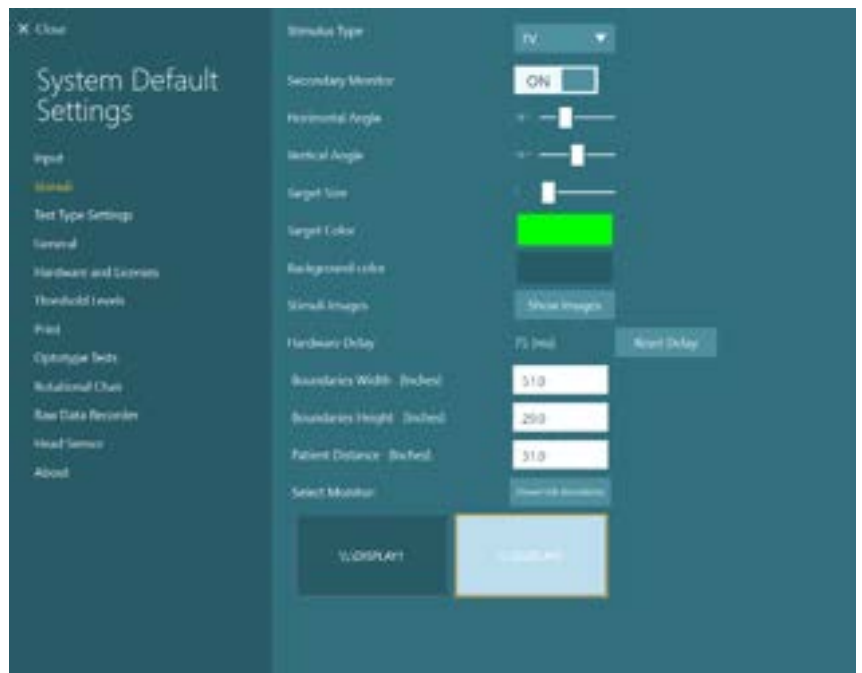 ✕ Close
System Default
Settings
Input
Stimuli
Test Type Settings
General
Hardware and Licenses
Threshold Levels
Print
Optotype Tests
Rotational Chair
Raw Data Recorder
Head Sensor
About
Stimulus Type
TV
Secondary Monitor
ON
Horizontal Angle
Vertical Angle
Target Size
Target Color
Background color
Stimuli Images
Show Images
Hardware Delay
75 (ms)
Reset Delay
Boundaries Width (Inches)
51.0
Boundaries Height (Inches)
29.0
Patient Distance (Inches)
51.0
Select Monitor
\\.\DISPLAY1